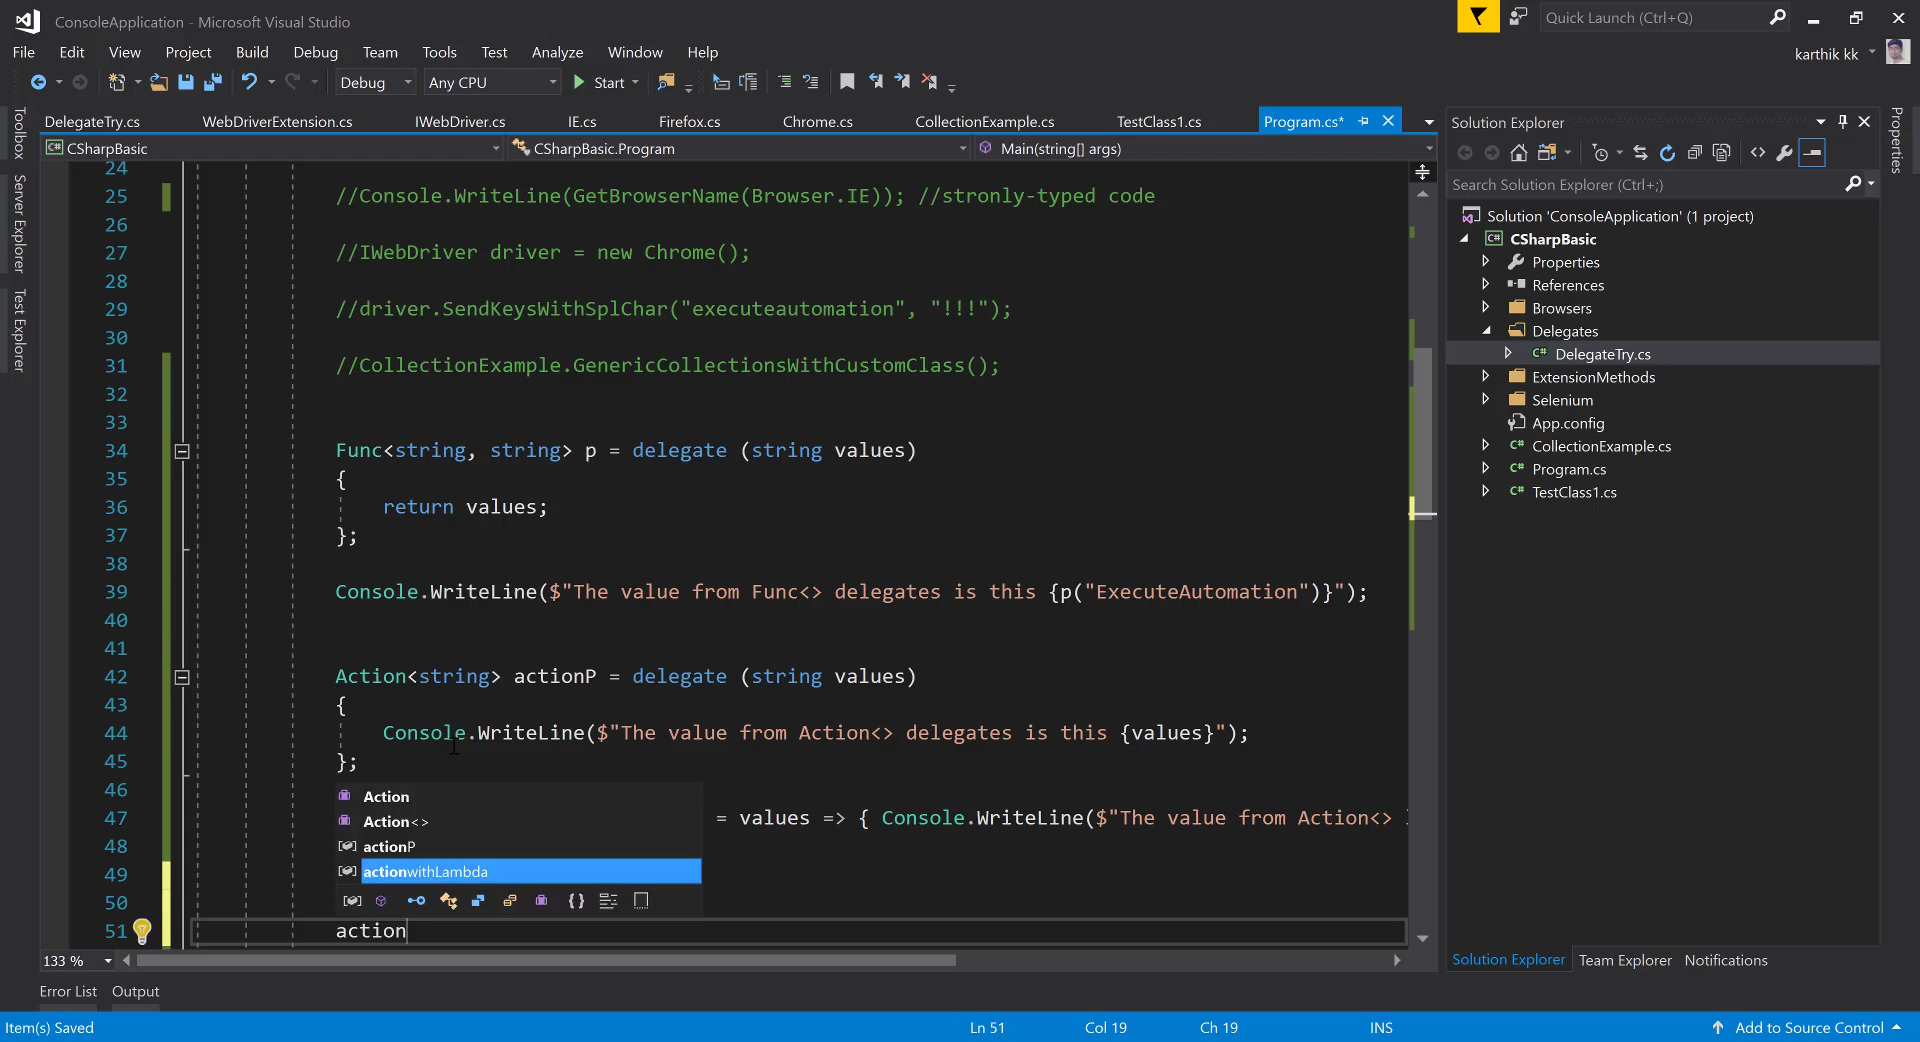 ConsoleApplication - Microsoft Visual Studio
Quick Launch (Ctrl+Q)
File Edit View Project Build Debug Team Tools Test Analyze Window Help
karthik kk
Debug Any CPU Start
Toolbox
Server Explorer
Test Explorer
DelegateTry.cs WebDriverExtension.cs IWebDriver.cs IE.cs Firefox.cs Chrome.cs CollectionExample.cs TestClass1.cs Program.cs*
CSharpBasic CSharpBasic.Program Main(string[] args)
24
25 //Console.WriteLine(GetBrowserName(Browser.IE)); //stronly-typed code
26
27 //IWebDriver driver = new Chrome();
28
29 //driver.SendKeysWithSplChar("executeautomation", "!!!");
30
31 //CollectionExample.GenericCollectionsWithCustomClass();
32
33
34 Func<string, string> p = delegate (string values)
35 {
36 return values;
37 };
38
39 Console.WriteLine($"The value from Func<> delegates is this {p("ExecuteAutomation")}");
40
41
42 Action<string> actionP = delegate (string values)
43 {
44 Console.WriteLine($"The value from Action<> delegates is this {values}");
45 };
46
Action
47 = values => { Console.WriteLine($"The value from Action<>
Action<>
48
actionP
49
actionwithLambda
50
51 action
133 %
Error List Output
Item(s) Saved Ln 51 Col 19 Ch 19 INS Add to Source Control
Solution Explorer
Search Solution Explorer (Ctrl+;)
Solution 'ConsoleApplication' (1 project)
C# CSharpBasic
Properties
References
Browsers
Delegates
C# DelegateTry.cs
ExtensionMethods
Selenium
App.config
C# CollectionExample.cs
C# Program.cs
C# TestClass1.cs
Solution Explorer Team Explorer Notifications
Properties